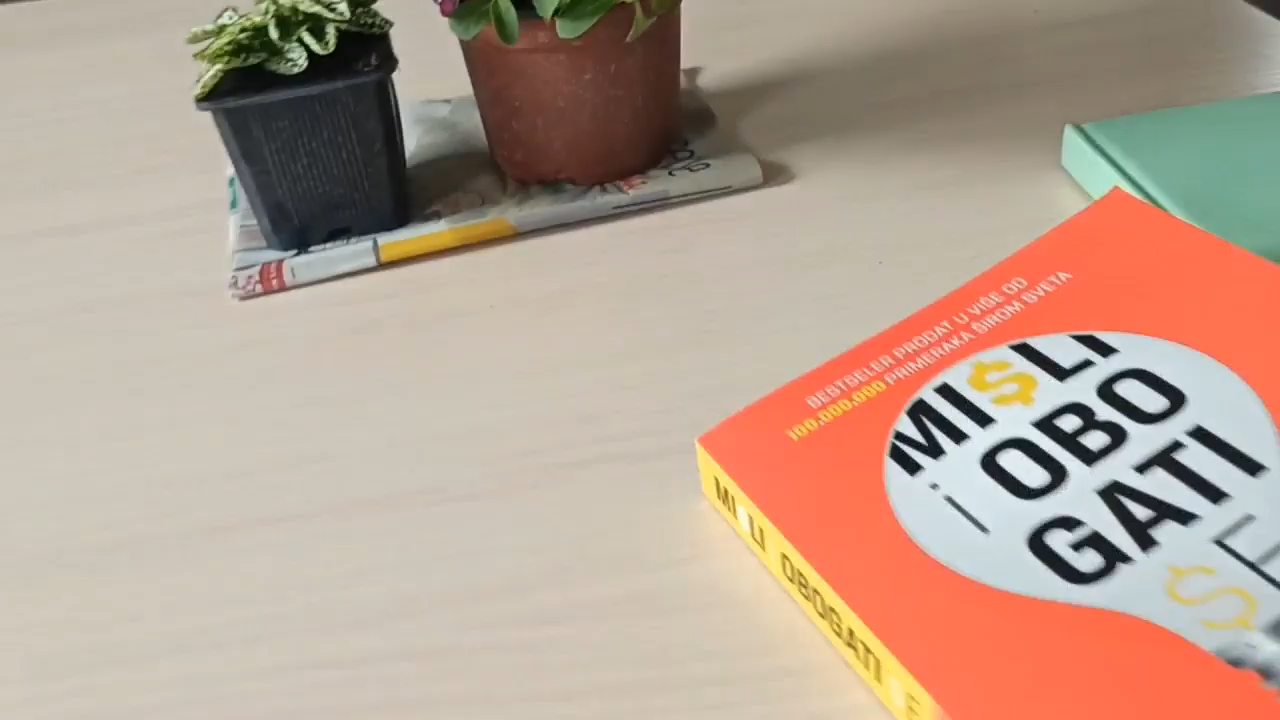 BESTSELER PRODAT U VIŠE OD
100.000.000 PRIMERAKA ŠIROM SVETA
MI$LI
i OBO
GATI
$E
MI$LI OBOGATI $E